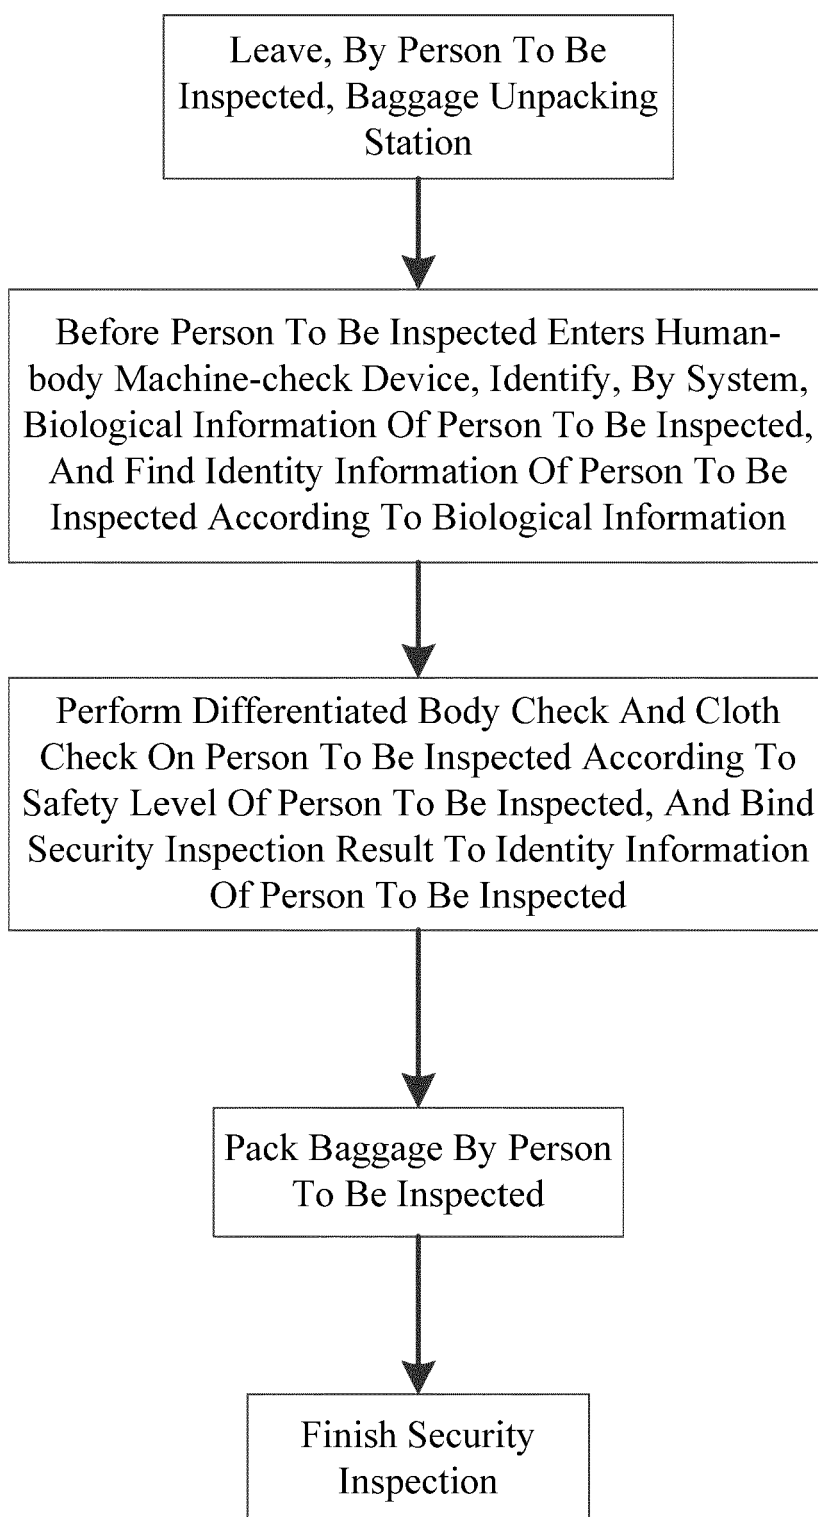 Leave, By Person To Be
Inspected, Baggage Unpacking
Station
Before Person To Be Inspected Enters Human-
body Machine-check Device, Identify, By System,
Biological Information Of Person To Be Inspected,
And Find Identity Information Of Person To Be
Inspected According To Biological Information
Perform Differentiated Body Check And Cloth
Check On Person To Be Inspected According To
Safety Level Of Person To Be Inspected, And Bind
Security Inspection Result To Identity Information
Of Person To Be Inspected
Pack Baggage By Person
To Be Inspected
Finish Security
Inspection